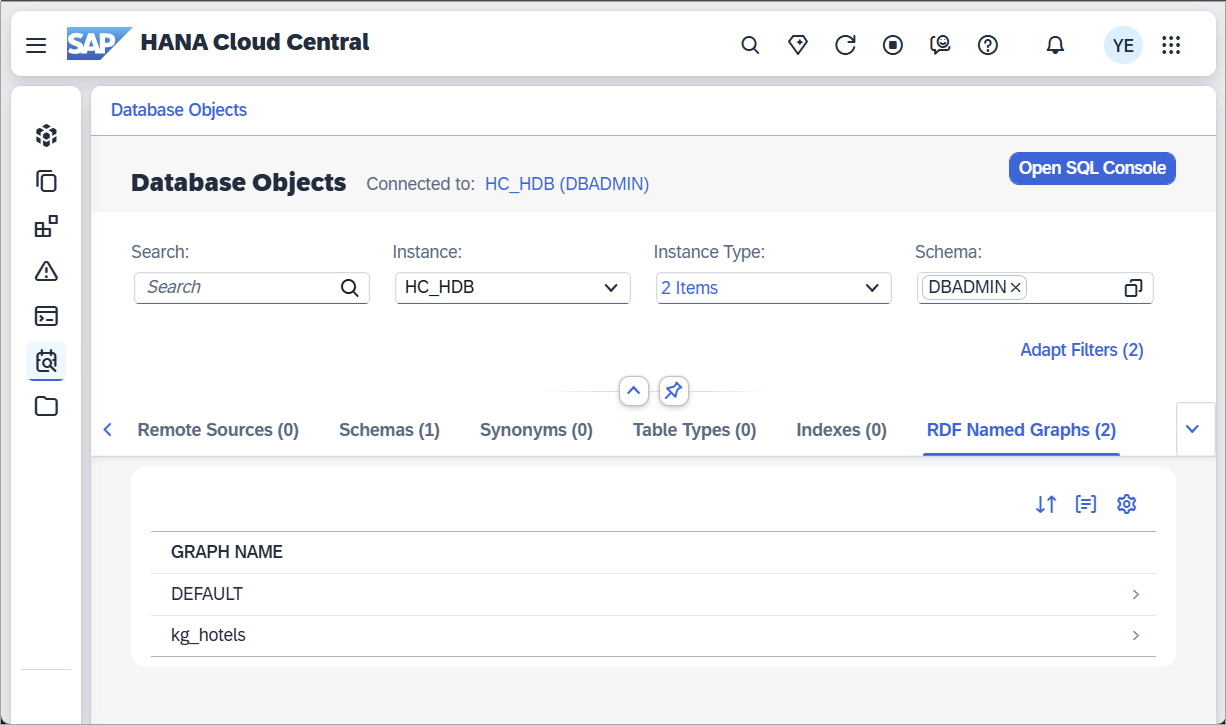 SAP HANA Cloud Central
YE
Database Objects
Database Objects Connected to: HC_HDB (DBADMIN) Open SQL Console
Search: Instance: Instance Type: Schema:
Search HC_HDB 2 Items DBADMIN
Adapt Filters (2)
Remote Sources (0) Schemas (1) Synonyms (0) Table Types (0) Indexes (0) RDF Named Graphs (2)
GRAPH NAME
DEFAULT
kg_hotels